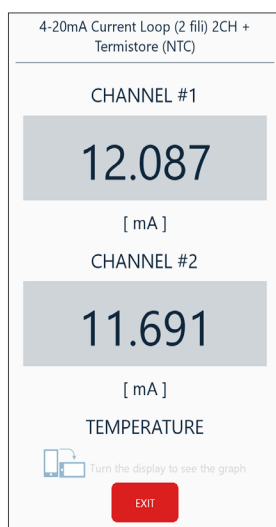 4-20mA Current Loop (2 fili) 2CH +
Termistore (NTC)
CHANNEL #1
12.087
[ mA ]
CHANNEL #2
11.691
[ mA ]
TEMPERATURE
Turn the display to see the graph
EXIT